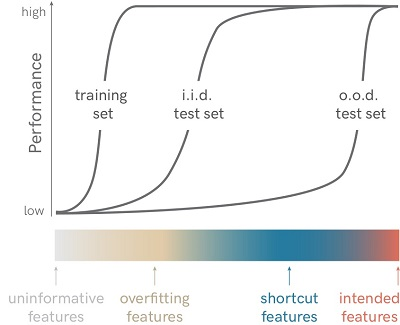 high
Performance
training
set
i.i.d.
test set
o.o.d.
test set
low
uninformative
features
overfitting
features
shortcut
features
intended
features